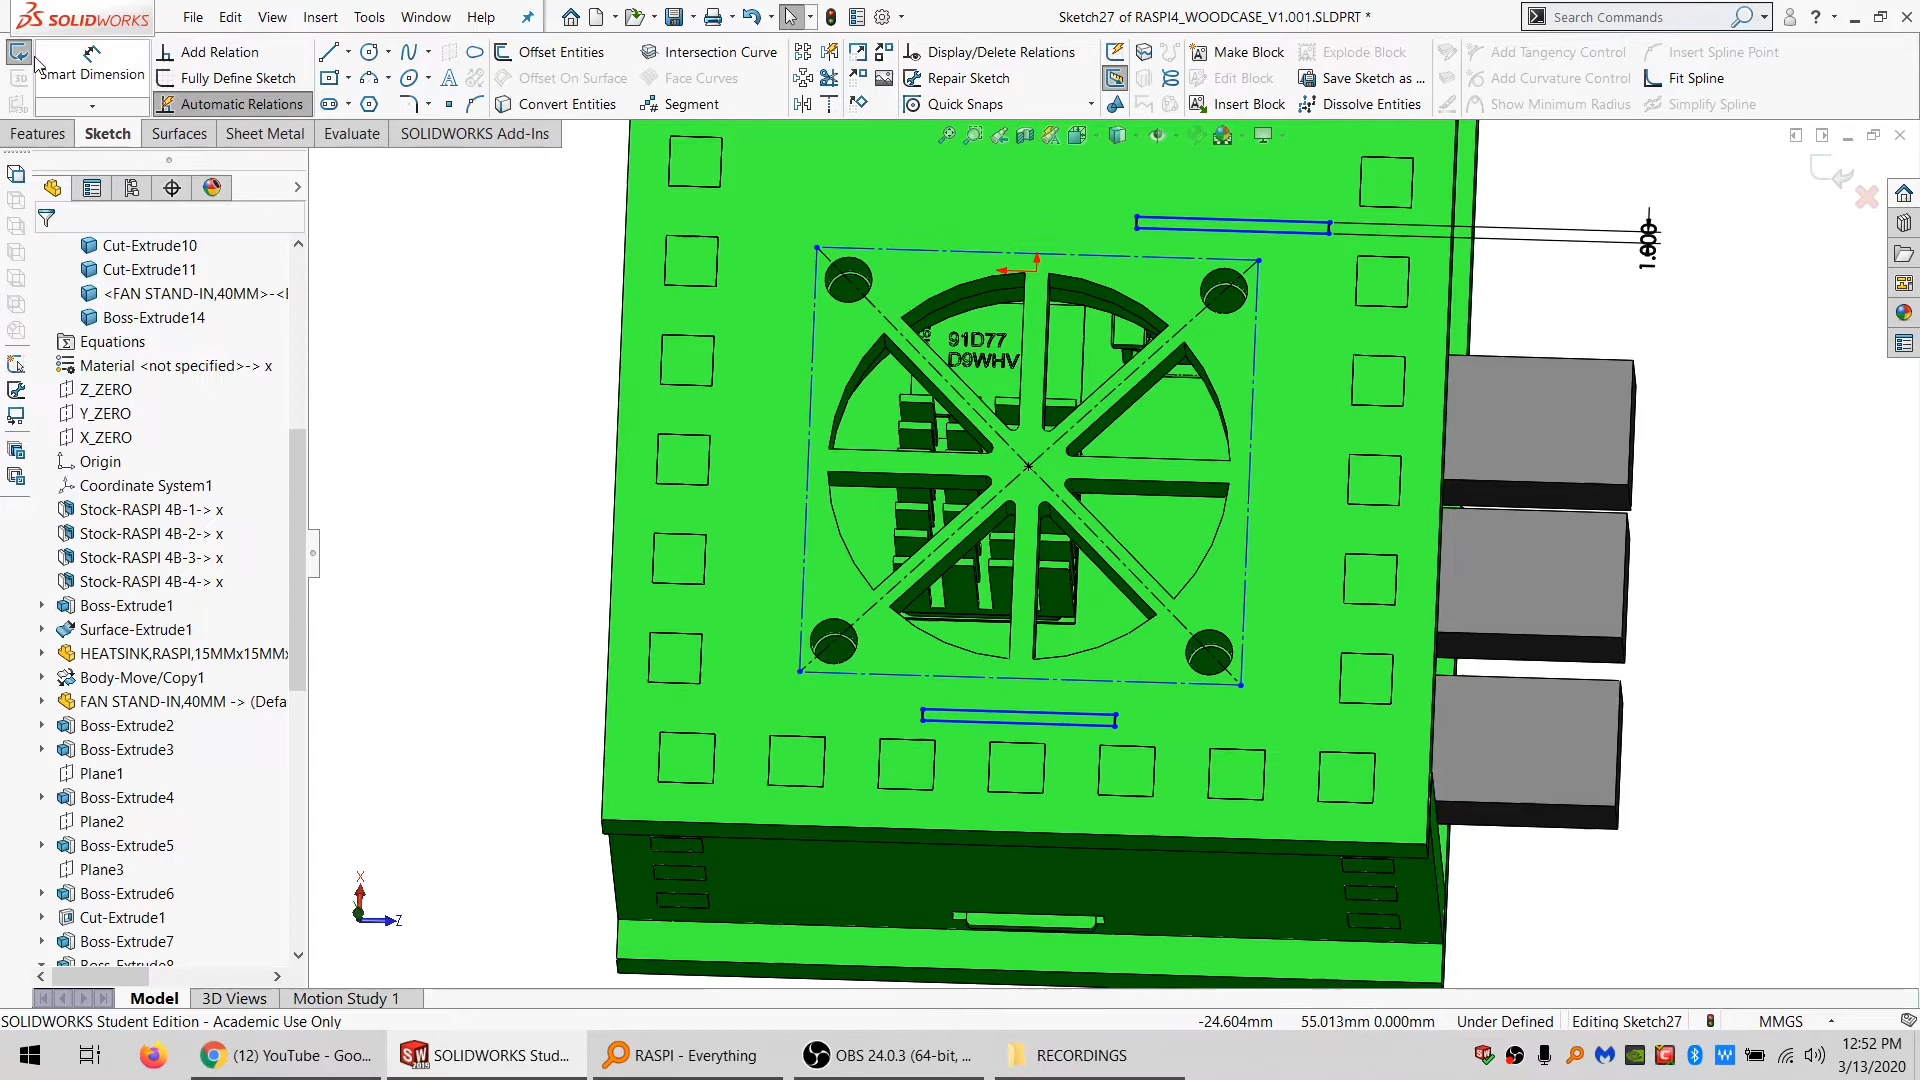 SOLIDWORKS
File Edit View Insert Tools Window Help
Sketch27 of RASPI4_WOODCASE_V1.001.SLDPRT *
Search Commands
Smart Dimension
Add Relation
Fully Define Sketch
Automatic Relations
Offset Entities
Offset On Surface
Convert Entities
Intersection Curve
Face Curves
Segment
Display/Delete Relations
Repair Sketch
Quick Snaps
Make Block
Edit Block
Insert Block
Explode Block
Save Sketch as ...
Dissolve Entities
Add Tangency Control
Add Curvature Control
Show Minimum Radius
Insert Spline Point
Fit Spline
Simplify Spline
Features Sketch Surfaces Sheet Metal Evaluate SOLIDWORKS Add-Ins
Cut-Extrude10
Cut-Extrude11
<FAN STAND-IN,40MM>-<
Boss-Extrude14
Equations
Material <not specified>-> x
Z_ZERO
Y_ZERO
X_ZERO
Origin
Coordinate System1
Stock-RASPI 4B-1-> x
Stock-RASPI 4B-2-> x
Stock-RASPI 4B-3-> x
Stock-RASPI 4B-4-> x
Boss-Extrude1
Surface-Extrude1
HEATSINK,RASPI,15MMx15MMx
Body-Move/Copy1
FAN STAND-IN,40MM -> (Defa
Boss-Extrude2
Boss-Extrude3
Plane1
Boss-Extrude4
Plane2
Boss-Extrude5
Plane3
Boss-Extrude6
Cut-Extrude1
Boss-Extrude7
Boss-Extrude8
91D77
D9WHV
1.000
X
Z
Model 3D Views Motion Study 1
SOLIDWORKS Student Edition - Academic Use Only
-24.604mm 55.013mm 0.000mm Under Defined Editing Sketch27 MMGS
(12) YouTube - Goo...
SOLIDWORKS Stud...
RASPI - Everything
OBS 24.0.3 (64-bit, ...
RECORDINGS
12:52 PM
3/13/2020